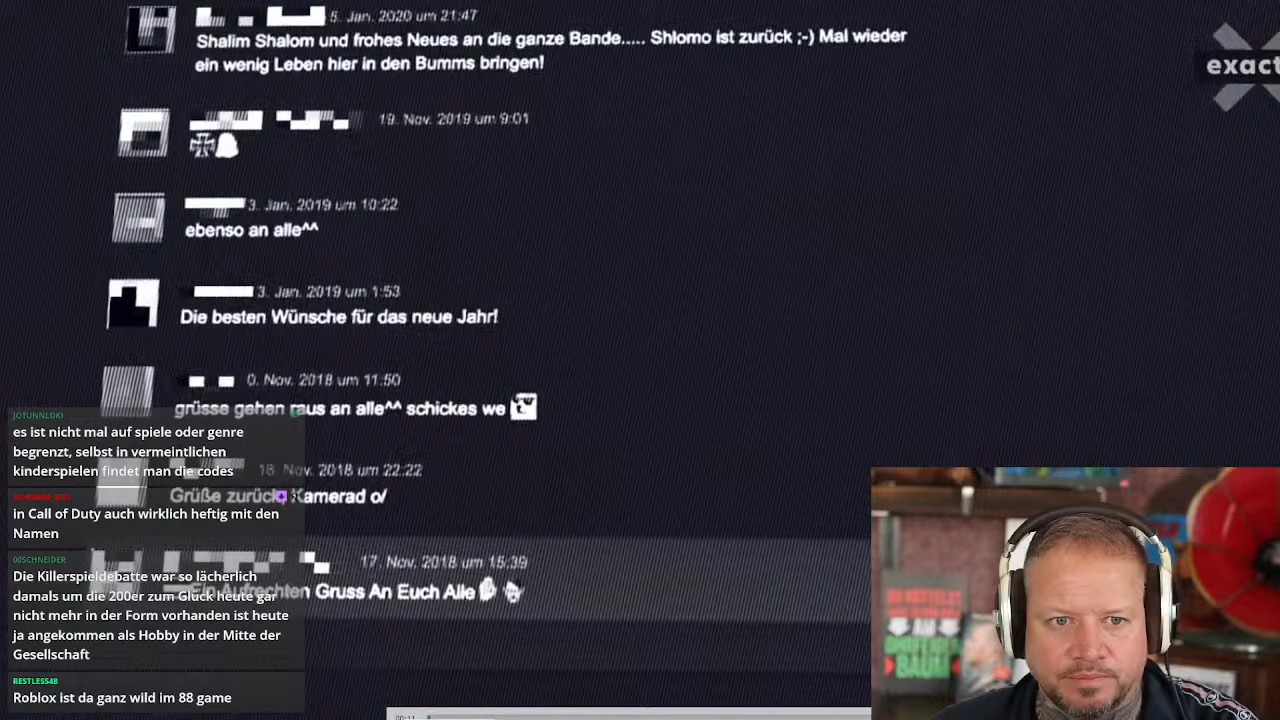 5. Jan. 2020 um 21:47
Shalim Shalom und frohes Neues an die ganze Bande..... Shlomo ist zurück ;-) Mal wieder
ein wenig Leben hier in den Bumms bringen!
exact
19. Nov. 2019 um 9:01
3. Jan. 2019 um 10:22
ebenso an alle^^
3. Jan. 2019 um 1:53
Die besten Wünsche für das neue Jahr!
0. Nov. 2018 um 11:50
grüsse gehen raus an alle^^ schickes we
18. Nov. 2018 um 22:22
Grüße zurück, Kamerad o/
17. Nov. 2018 um 15:39
Ein Aufrechten Gruss An Euch Alle
JOTUNNLOKI
es ist nicht mal auf spiele oder genre
begrenzt, selbst in vermeintlichen
kinderspielen findet man die codes
in Call of Duty auch wirklich heftig mit den
Namen
00SCHNEIDER
Die Killerspieldebatte war so lächerlich
damals um die 200er zum Glück heute gar
nicht mehr in der Form vorhanden ist heute
ja angekommen als Hobby in der Mitte der
Gesellschaft
RESTLESS48
Roblox ist da ganz wild im 88 game
00:11
AM
BAUM